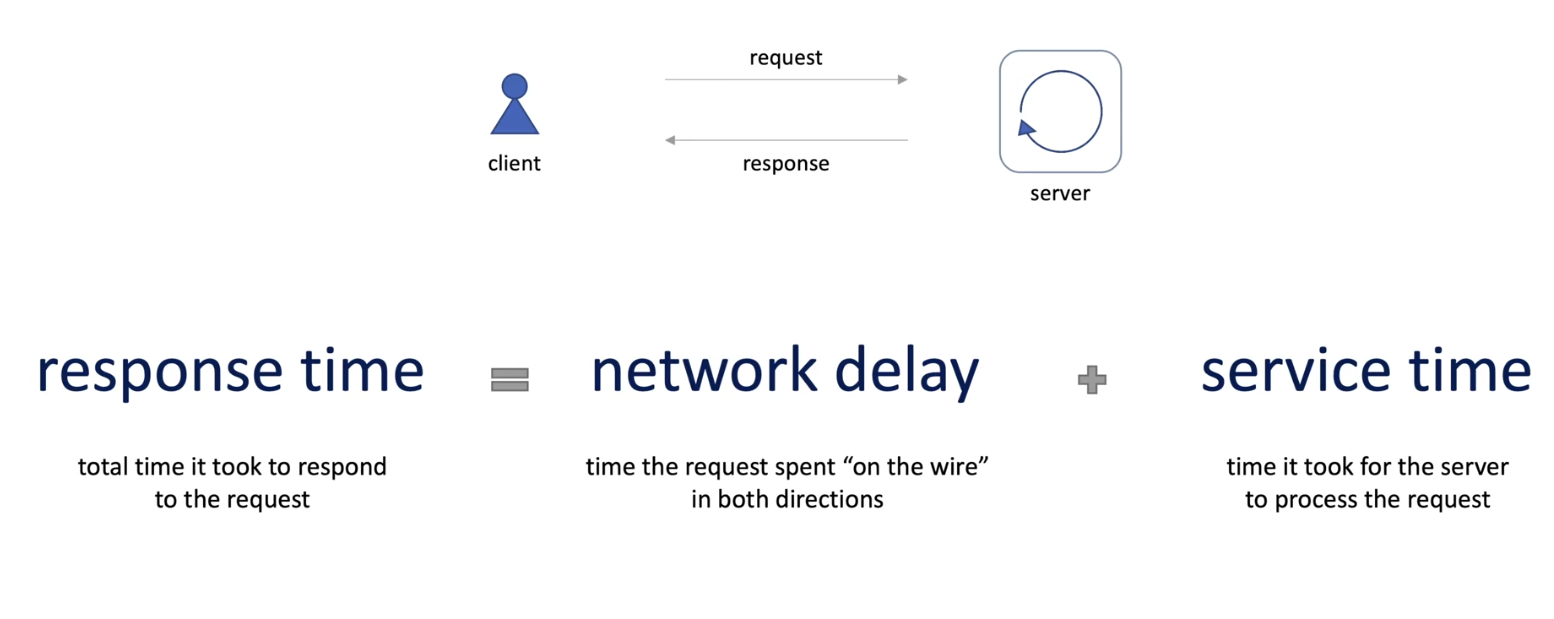 request
client
response
server
response time
network delay
service time
total time it took to respond
to the request
time the request spent “on the wire”
in both directions
time it took for the server
to process the request